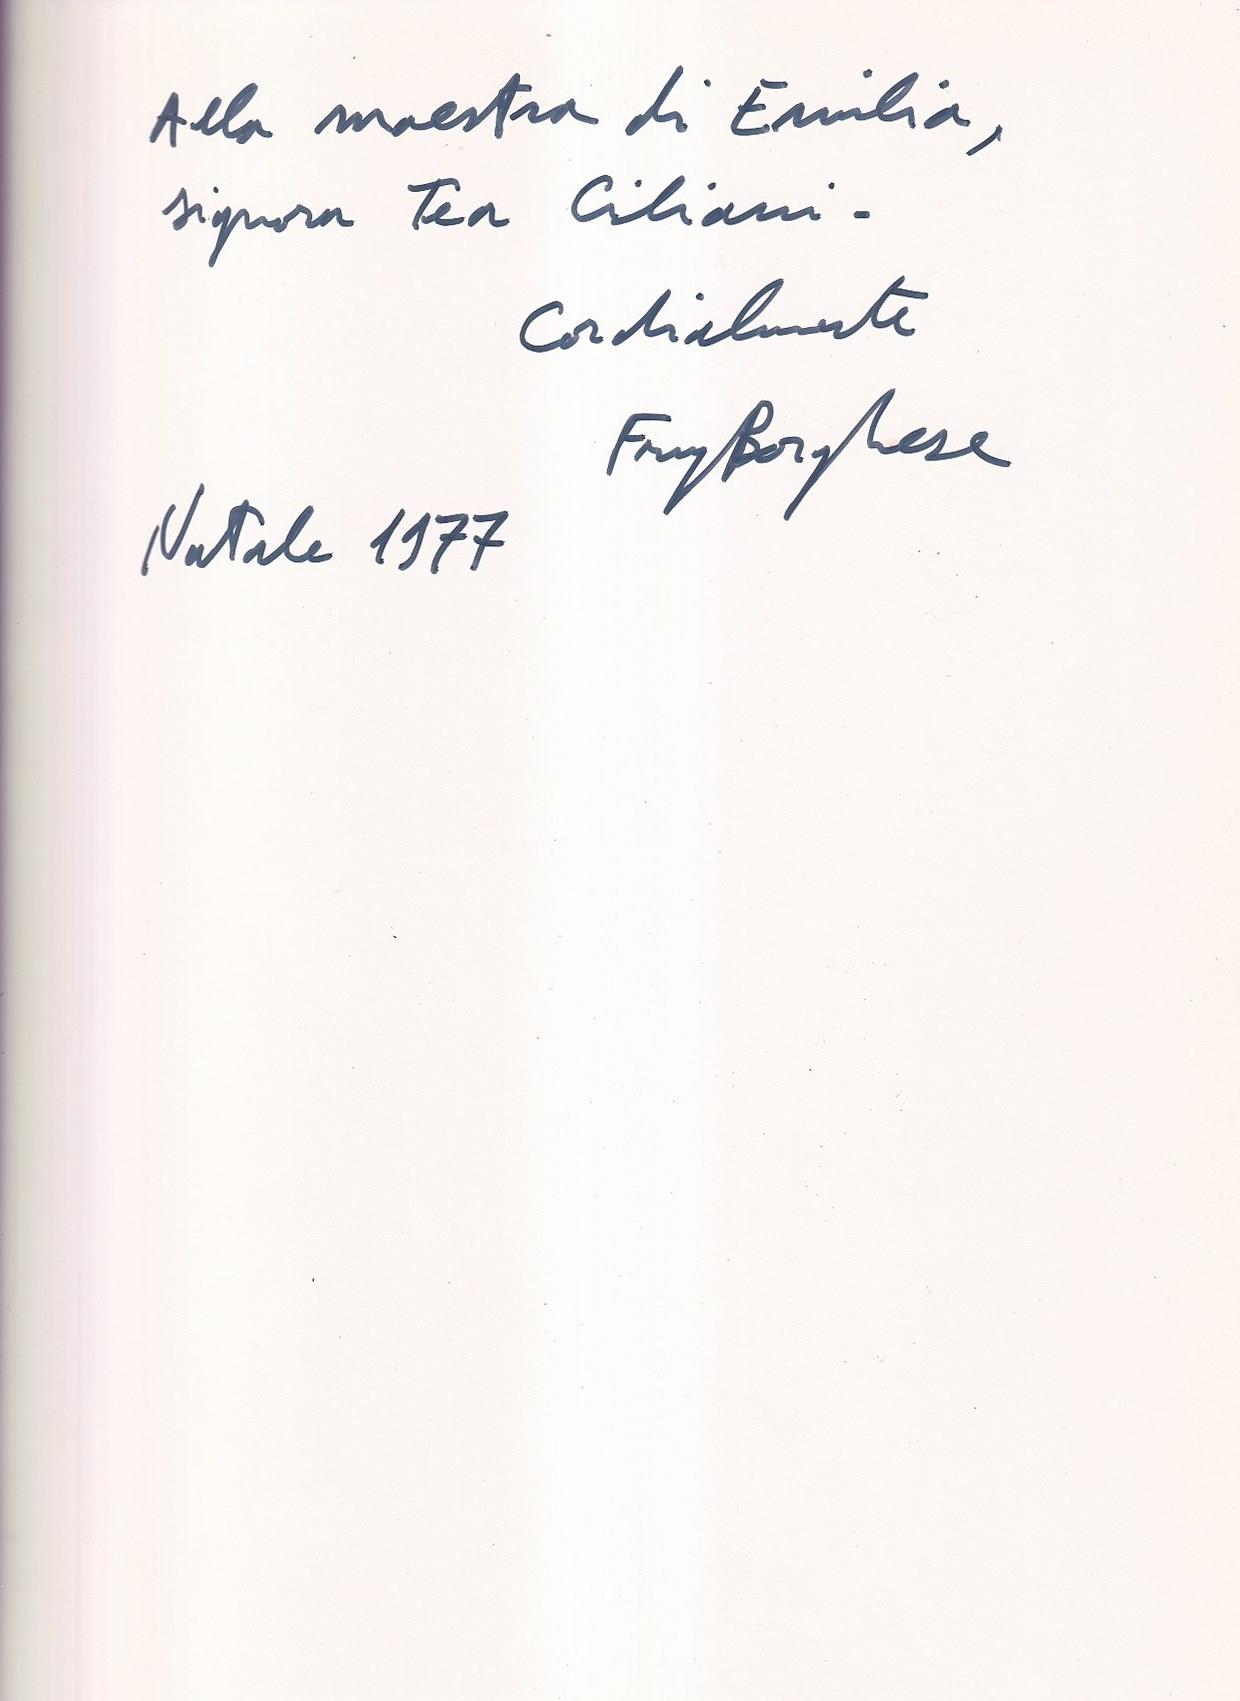 Alla maestra di Emilia,
signora Tea Ciliani -
Cordialmente
Borghese
Natale 1977